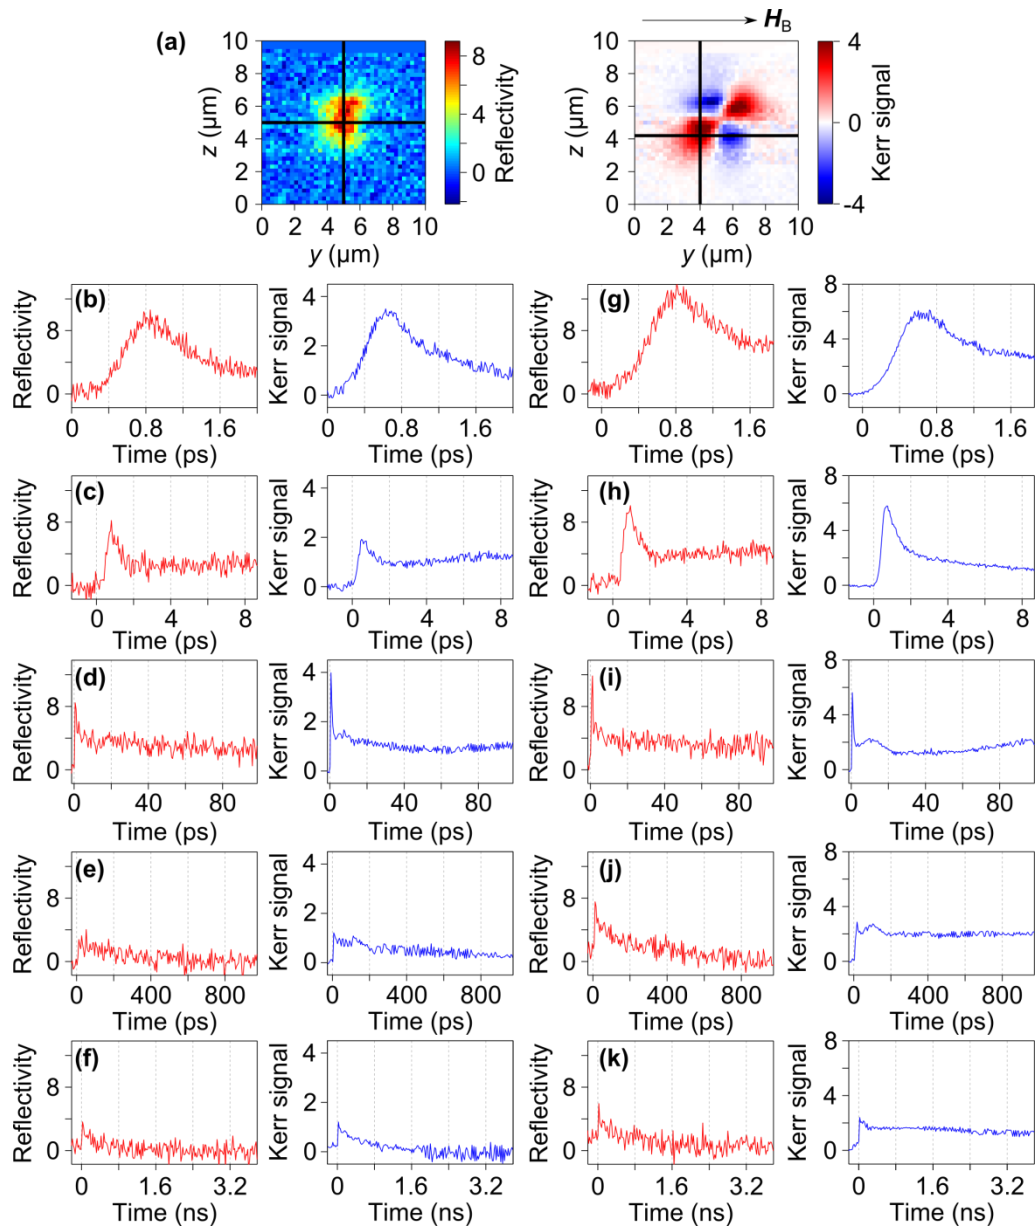 (a)
H_B
10
8
6
4
2
0
z (µm)
0 2 4 6 8 10
y (µm)
8
4
0
Reflectivity
10
8
6
4
2
0
z (µm)
0 2 4 6 8 10
y (µm)
4
0
-4
Kerr signal
(b)
Reflectivity
8
0
0 0.8 1.6
Time (ps)
Kerr signal
4
2
0
0 0.8 1.6
Time (ps)
(g)
Reflectivity
8
0
0 0.8 1.6
Time (ps)
Kerr signal
8
6
4
2
0
0 0.8 1.6
Time (ps)
(c)
Reflectivity
8
0
0 4 8
Time (ps)
Kerr signal
4
2
0
0 4 8
Time (ps)
(h)
Reflectivity
8
0
0 4 8
Time (ps)
Kerr signal
8
4
0
0 4 8
Time (ps)
(d)
Reflectivity
8
0
0 40 80
Time (ps)
Kerr signal
4
2
0
0 40 80
Time (ps)
(i)
Reflectivity
8
0
0 40 80
Time (ps)
Kerr signal
8
4
0
0 40 80
Time (ps)
(e)
Reflectivity
8
0
0 400 800
Time (ps)
Kerr signal
4
2
0
0 400 800
Time (ps)
(j)
Reflectivity
8
0
0 400 800
Time (ps)
Kerr signal
8
4
0
0 400 800
Time (ps)
(f)
Reflectivity
8
0
0 1.6 3.2
Time (ns)
Kerr signal
4
2
0
0 1.6 3.2
Time (ns)
(k)
Reflectivity
8
0
0 1.6 3.2
Time (ns)
Kerr signal
8
4
0
0 1.6 3.2
Time (ns)